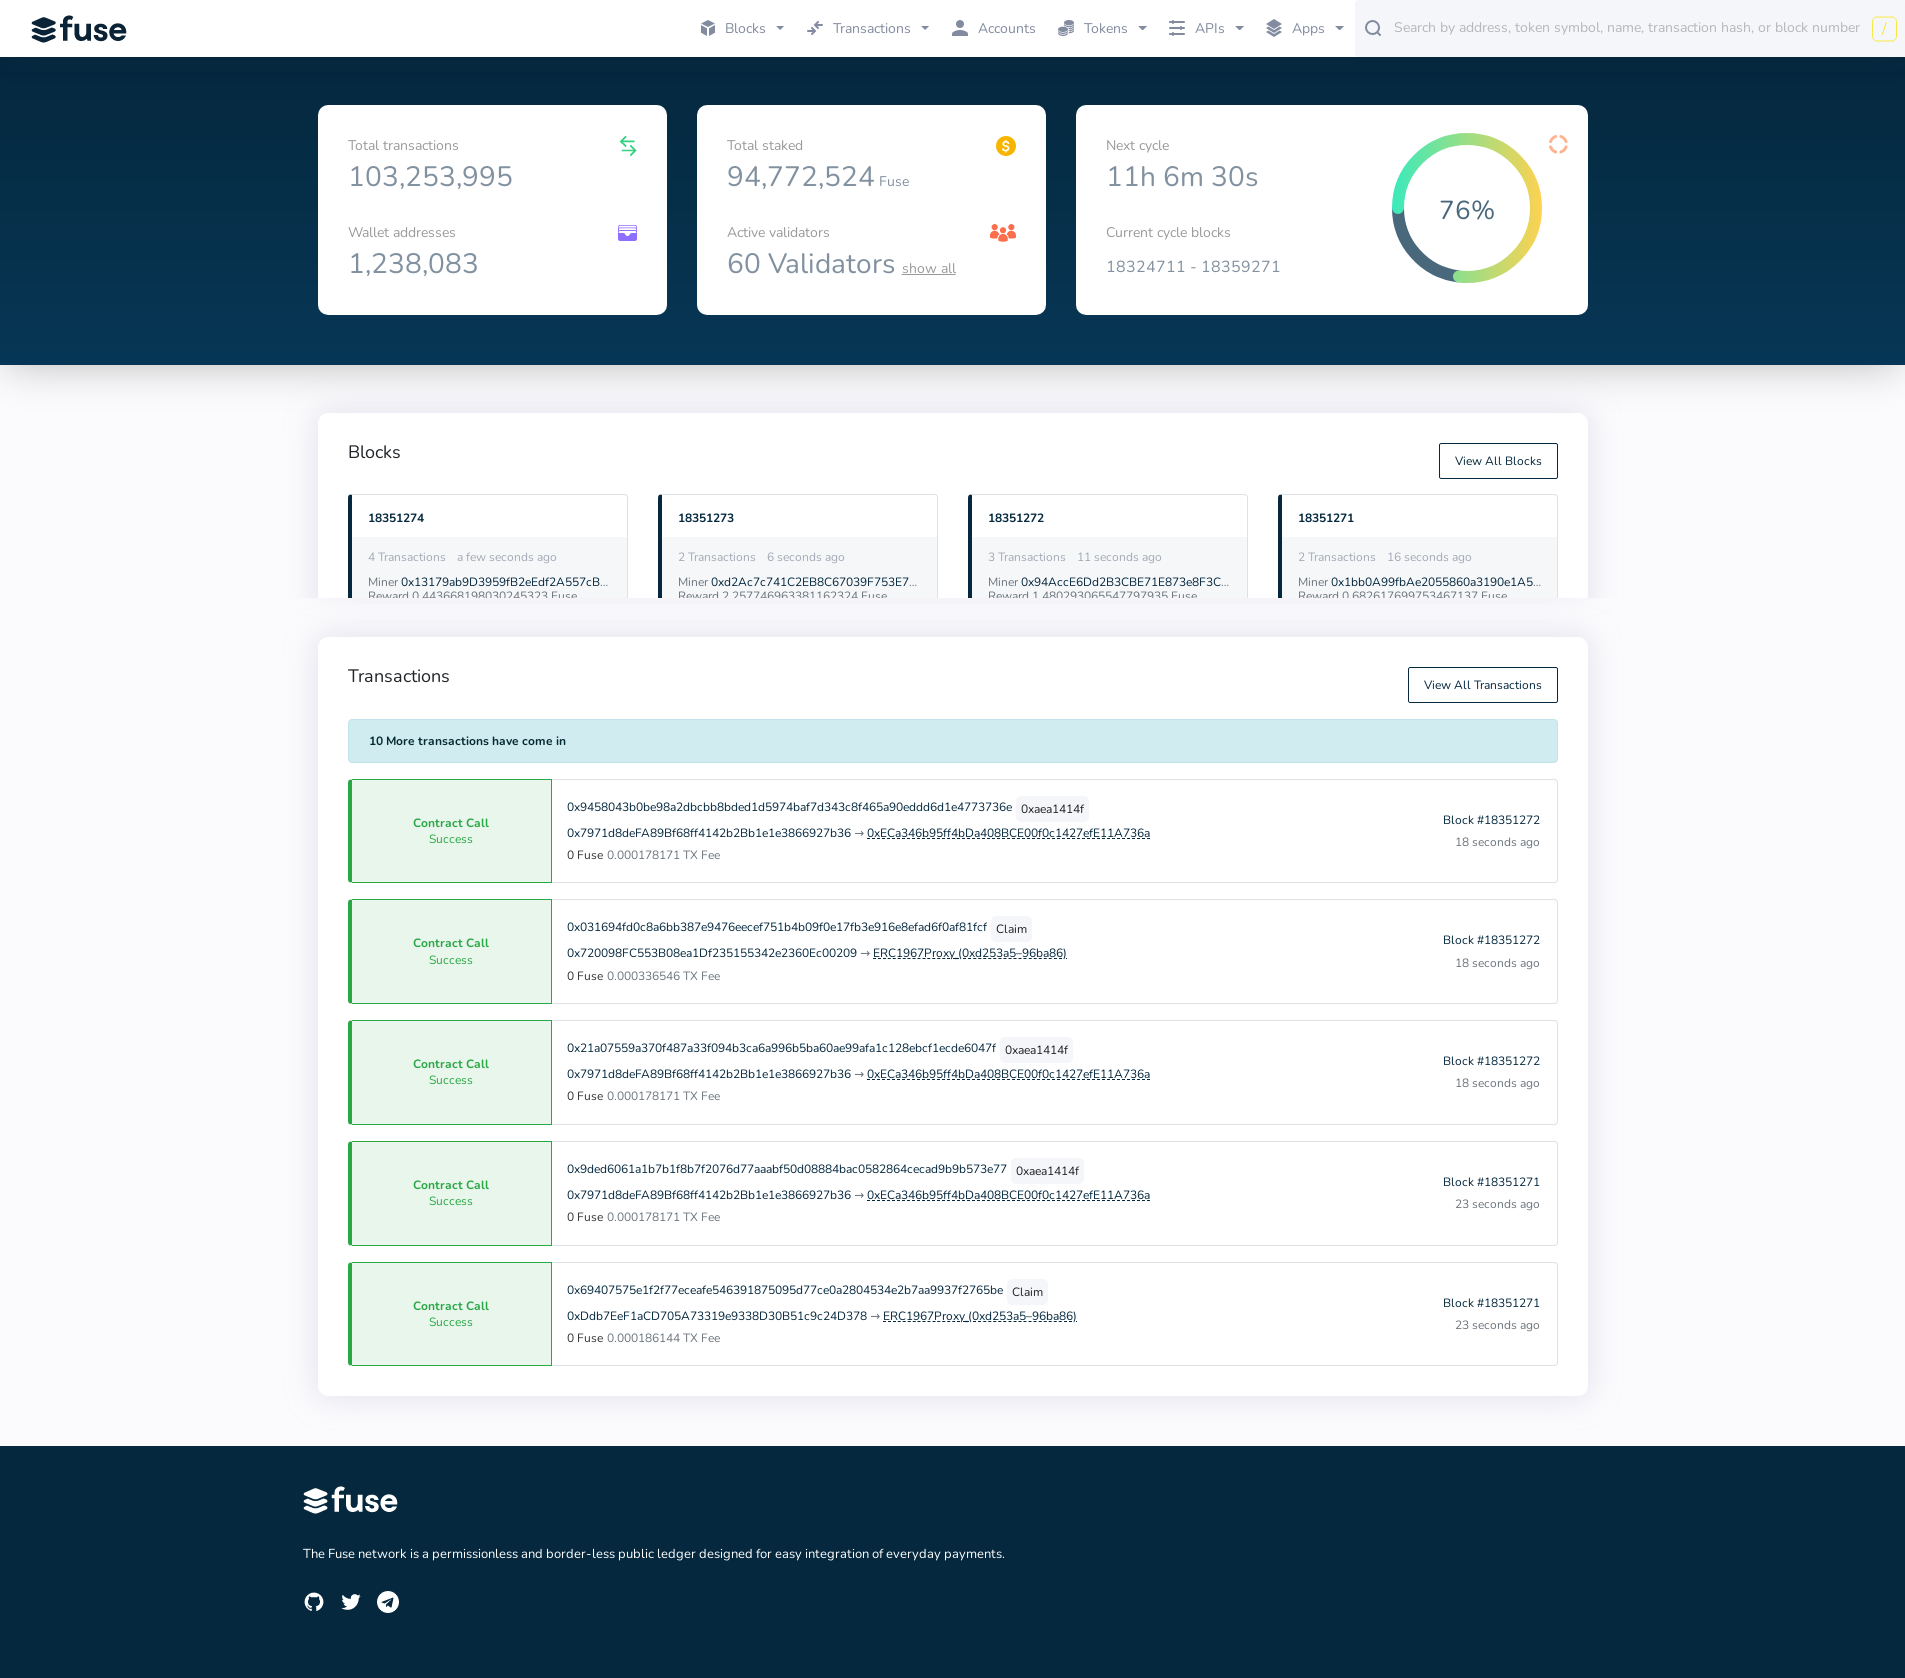 fuse
Blocks
Transactions
Accounts
Tokens
APIs
Apps
Search by address, token symbol, name, transaction hash, or block number
/
Total transactions
103,253,995
Wallet addresses
1,238,083
Total staked
94,772,524 Fuse
Active validators
60 Validators show all
Next cycle
11h 6m 30s
Current cycle blocks
18324711 - 18359271
76%
Blocks
View All Blocks
18351274
4 Transactions a few seconds ago
Miner 0x13179ab9D3959fB2eEdf2A557cB...
Reward 0.443668198030245323 Fuse
18351273
2 Transactions 6 seconds ago
Miner 0xd2Ac7c741C2EB8C67039F753E7...
Reward 2.257746963381162324 Fuse
18351272
3 Transactions 11 seconds ago
Miner 0x94AccE6Dd2B3CBE71E873e8F3C...
Reward 1.480293065547797935 Fuse
18351271
2 Transactions 16 seconds ago
Miner 0x1bb0A99fbAe2055860a3190e1A5...
Reward 0.682617699753467137 Fuse
Transactions
View All Transactions
10 More transactions have come in
Contract Call
Success
0x9458043b0be98a2dbcbb8bded1d5974baf7d343c8f465a90eddd6d1e4773736e 0xaea1414f
0x7971d8deFA89Bf68ff4142b2Bb1e1e3866927b36 → 0xECa346b95ff4bDa408BCE00f0c1427efE11A736a
0 Fuse 0.000178171 TX Fee
Block #18351272
18 seconds ago
Contract Call
Success
0x031694fd0c8a6bb387e9476eecef751b4b09f0e17fb3e916e8efad6f0af81fcf Claim
0x720098FC553B08ea1Df235155342e2360Ec00209 → ERC1967Proxy (0xd253a5–96ba86)
0 Fuse 0.000336546 TX Fee
Block #18351272
18 seconds ago
Contract Call
Success
0x21a07559a370f487a33f094b3ca6a996b5ba60ae99afa1c128ebcf1ecde6047f 0xaea1414f
0x7971d8deFA89Bf68ff4142b2Bb1e1e3866927b36 → 0xECa346b95ff4bDa408BCE00f0c1427efE11A736a
0 Fuse 0.000178171 TX Fee
Block #18351272
18 seconds ago
Contract Call
Success
0x9ded6061a1b7b1f8b7f2076d77aaabf50d08884bac0582864cecad9b9b573e77 0xaea1414f
0x7971d8deFA89Bf68ff4142b2Bb1e1e3866927b36 → 0xECa346b95ff4bDa408BCE00f0c1427efE11A736a
0 Fuse 0.000178171 TX Fee
Block #18351271
23 seconds ago
Contract Call
Success
0x69407575e1f2f77eceafe546391875095d77ce0a2804534e2b7aa9937f2765be Claim
0xDdb7EeF1aCD705A73319e9338D30B51c9c24D378 → ERC1967Proxy (0xd253a5–96ba86)
0 Fuse 0.000186144 TX Fee
Block #18351271
23 seconds ago
fuse
The Fuse network is a permissionless and border-less public ledger designed for easy integration of everyday payments.